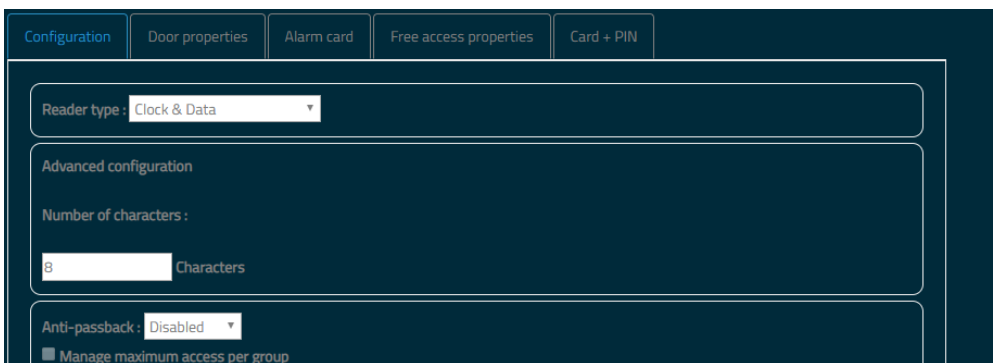 Configuration Door properties Alarm card Free access properties Card + PIN
Reader type : Clock & Data
Advanced configuration
Number of characters :
8 Characters
Anti-passback : Disabled
Manage maximum access per group